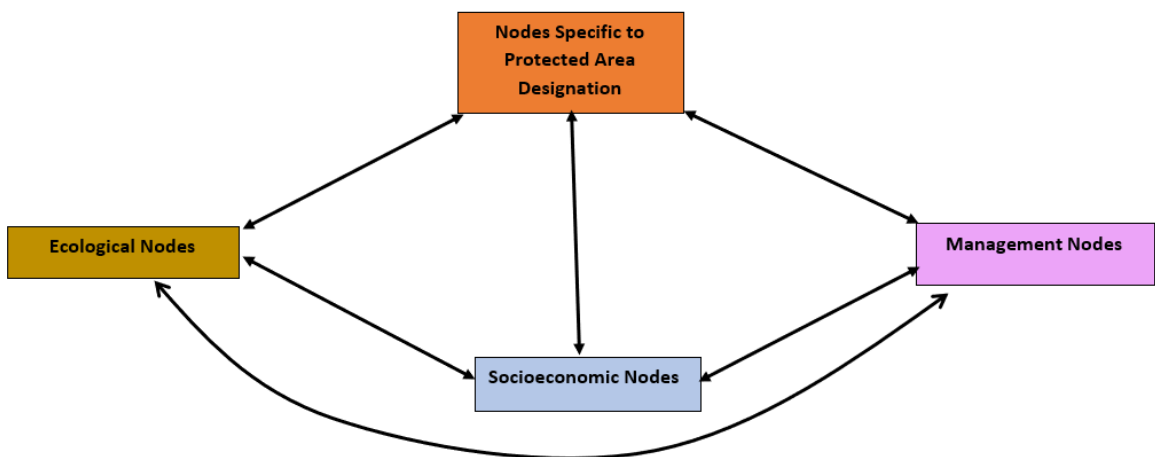 Nodes Specific to
Protected Area
Designation
Ecological Nodes
Management Nodes
Socioeconomic Nodes